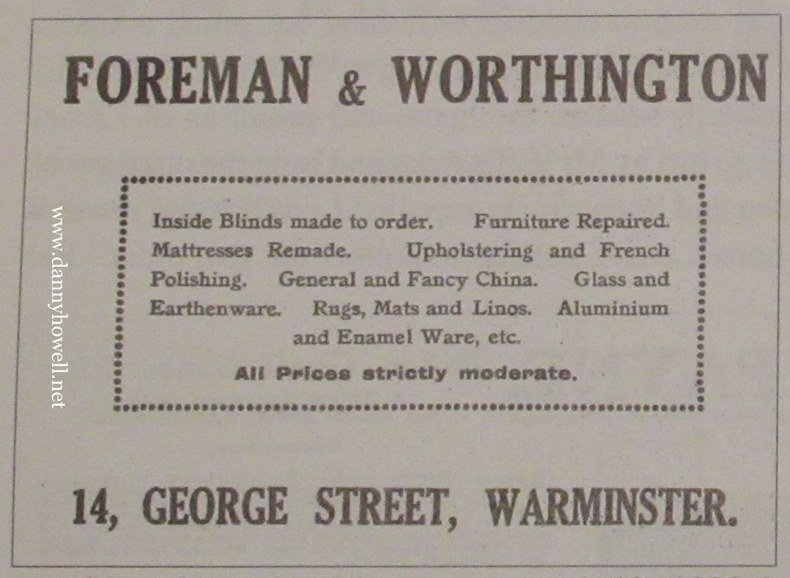 FOREMAN & WORTHINGTON
Inside Blinds made to order. Furniture Repaired.
Mattresses Remade. Upholstering and French
Polishing. General and Fancy China. Glass and
Earthenware. Rugs, Mats and Linos. Aluminium
and Enamel Ware, etc.
All Prices strictly moderate.
14, GEORGE STREET, WARMINSTER.
www.dannyhowell.net